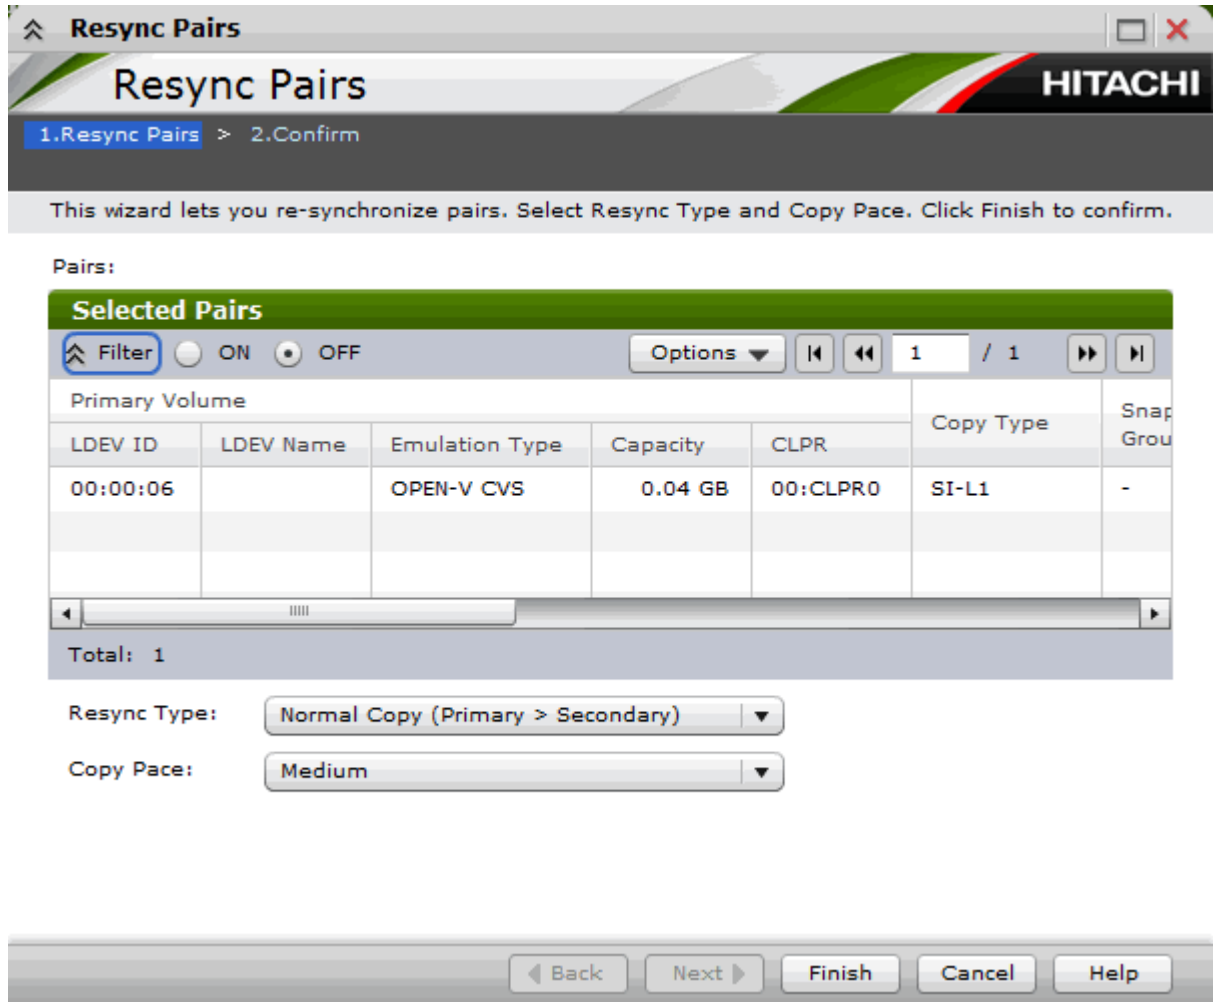 Resync Pairs
Resync Pairs
HITACHI
1.Resync Pairs > 2.Confirm
This wizard lets you re-synchronize pairs. Select Resync Type and Copy Pace. Click Finish to confirm.
Pairs:
Selected Pairs
Filter ON OFF Options 1 / 1
Primary Volume Copy Type Snap
Grou
LDEV ID LDEV Name Emulation Type Capacity CLPR
00:00:06 OPEN-V CVS 0.04 GB 00:CLPR0 SI-L1 -
Total: 1
Resync Type: Normal Copy (Primary > Secondary)
Copy Pace: Medium
Back Next Finish Cancel Help